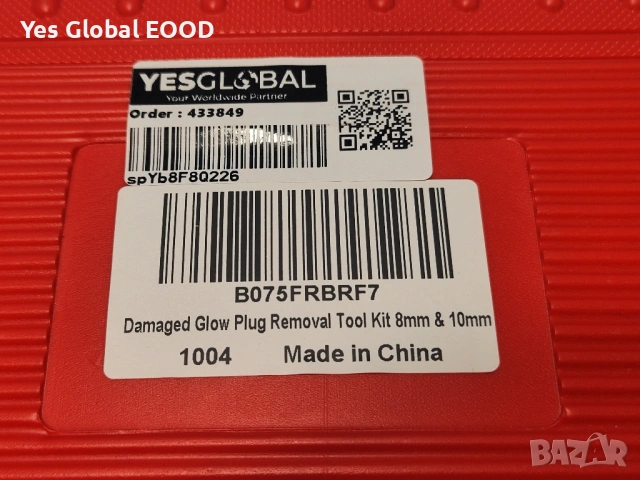 Yes Global EOOD
YESGLOBAL
Your Worldwide Partner
Order : 433849
spYb8F8Q226
B075FRBRF7
Damaged Glow Plug Removal Tool Kit 8mm & 10mm
1004 Made in China
BAZAR